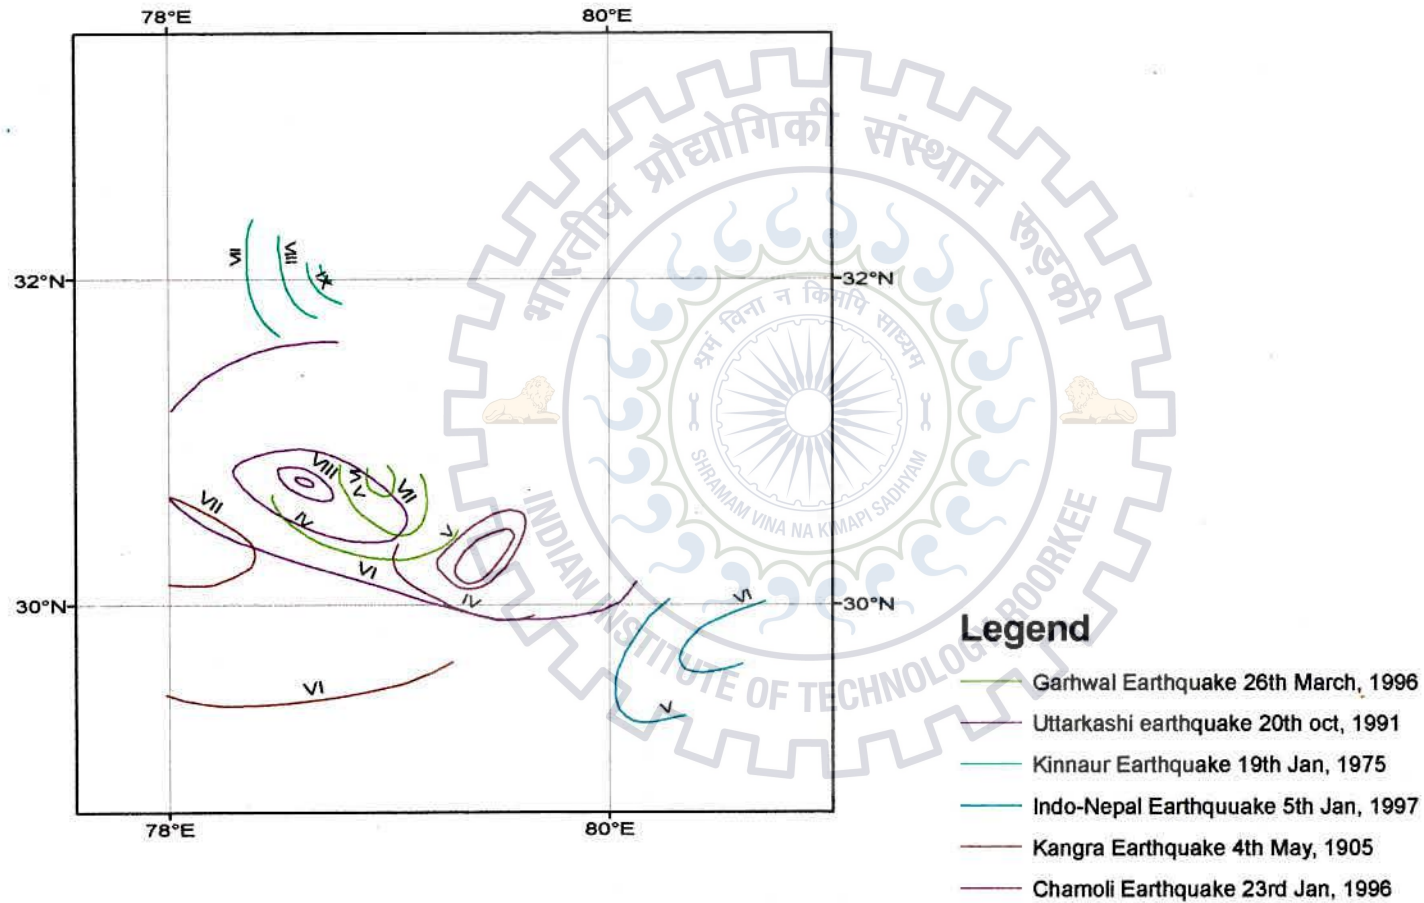 78°E
80°E
भारतीय प्रौद्योगिकी संस्थान रूड़की
VII
VIII
IX
32°N
32°N
श्रमं विना न किमपि साध्यम
SHRAMAM VINA NA KIMAPI SADHYAM
INDIAN INSTITUTE OF TECHNOLOGY ROORKEE
VIII
VII
VII
IV
V
VI
IV
30°N
30°N
VI
VI
V
78°E
80°E
Legend
Garhwal Earthquake 26th March, 1996
Uttarkashi earthquake 20th oct, 1991
Kinnaur Earthquake 19th Jan, 1975
Indo-Nepal Earthquuake 5th Jan, 1997
Kangra Earthquake 4th May, 1905
Chamoli Earthquake 23rd Jan, 1996